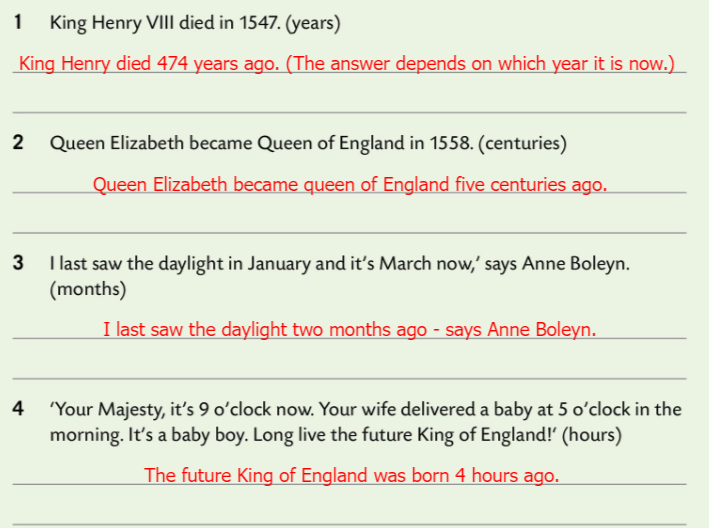 1 King Henry VIII died in 1547. (years)
King Henry died 474 years ago. (The answer depends on which year it is now.)
2 Queen Elizabeth became Queen of England in 1558. (centuries)
Queen Elizabeth became queen of England five centuries ago.
3 I last saw the daylight in January and it's March now,' says Anne Boleyn.
(months)
I last saw the daylight two months ago - says Anne Boleyn.
4 'Your Majesty, it's 9 o'clock now. Your wife delivered a baby at 5 o'clock in the
morning. It's a baby boy. Long live the future King of England!' (hours)
The future King of England was born 4 hours ago.